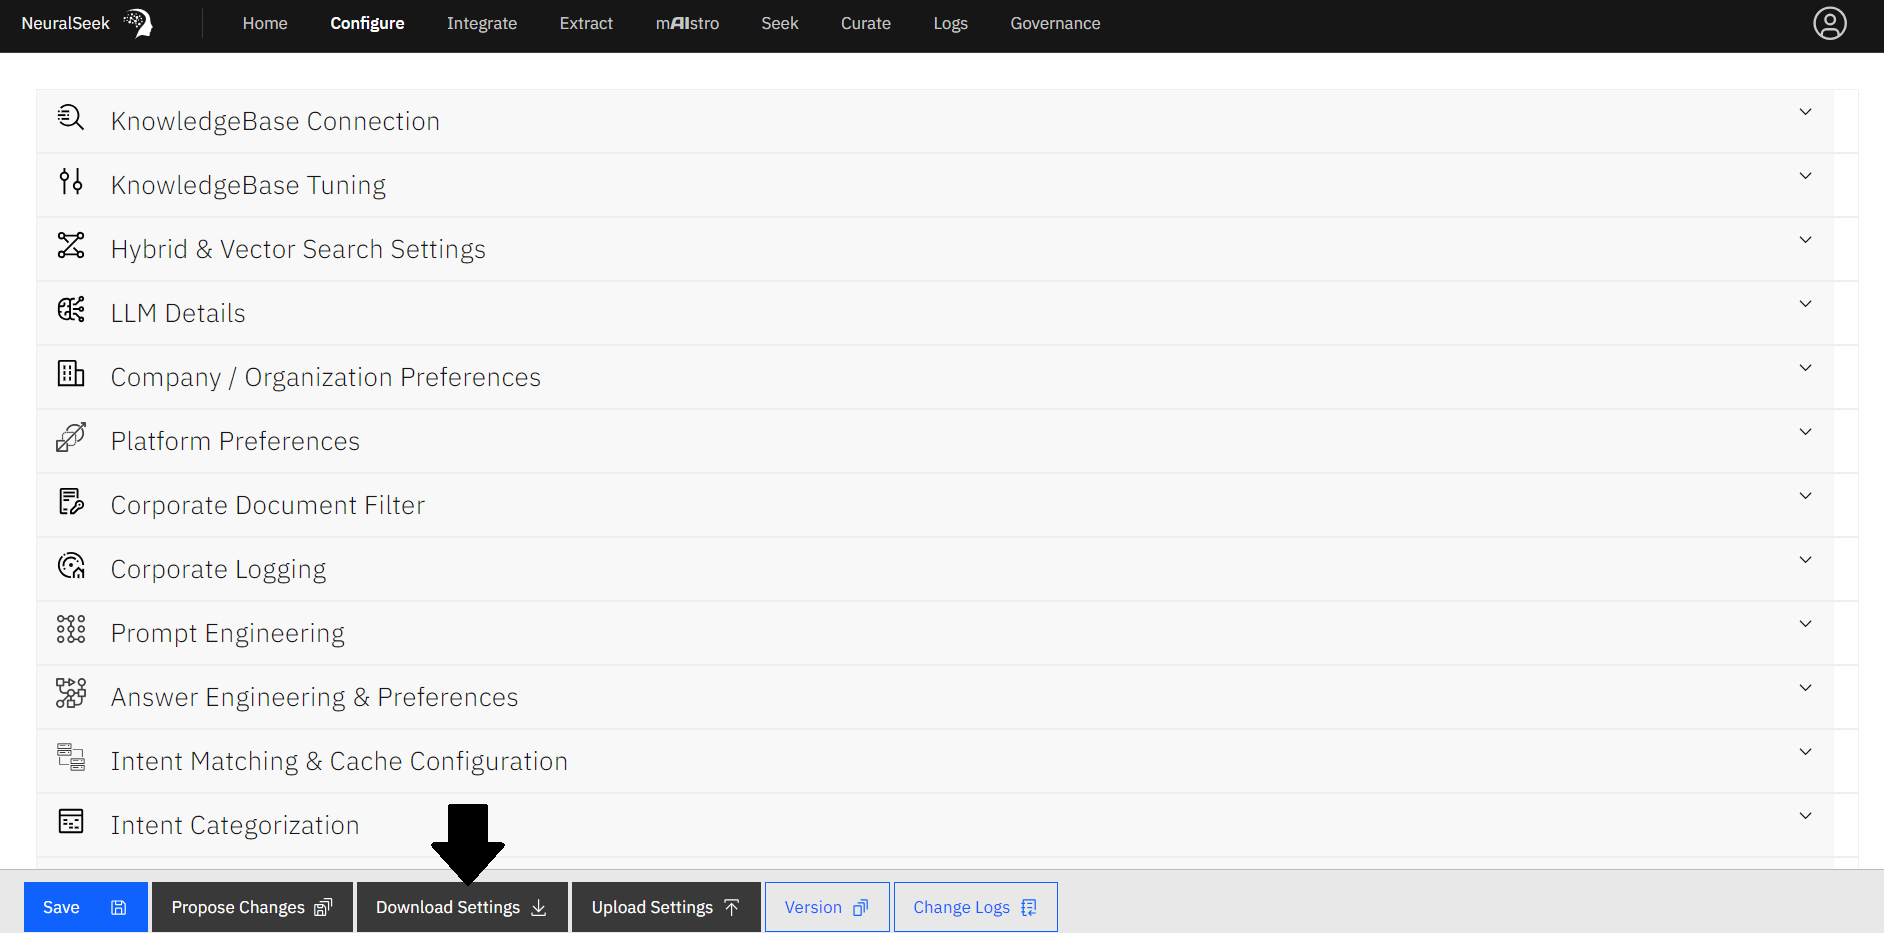 NeuralSeek
Home Configure Integrate Extract mAIstro Seek Curate Logs Governance
KnowledgeBase Connection
KnowledgeBase Tuning
Hybrid & Vector Search Settings
LLM Details
Company / Organization Preferences
Platform Preferences
Corporate Document Filter
Corporate Logging
Prompt Engineering
Answer Engineering & Preferences
Intent Matching & Cache Configuration
Intent Categorization
Save Propose Changes Download Settings Upload Settings Version Change Logs